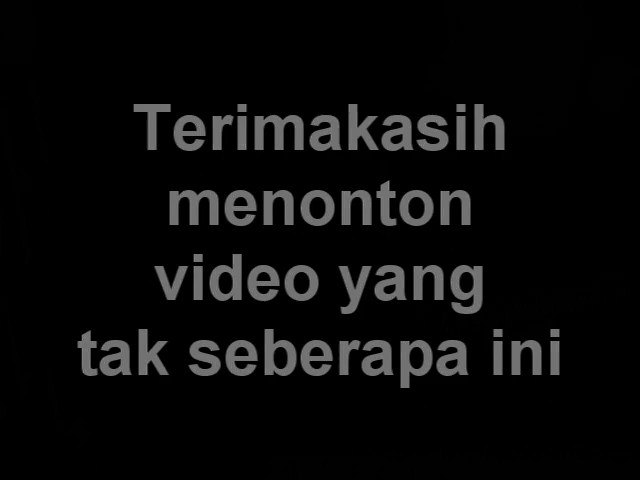 Terimakasih
menonton
video yang
tak seberapa ini